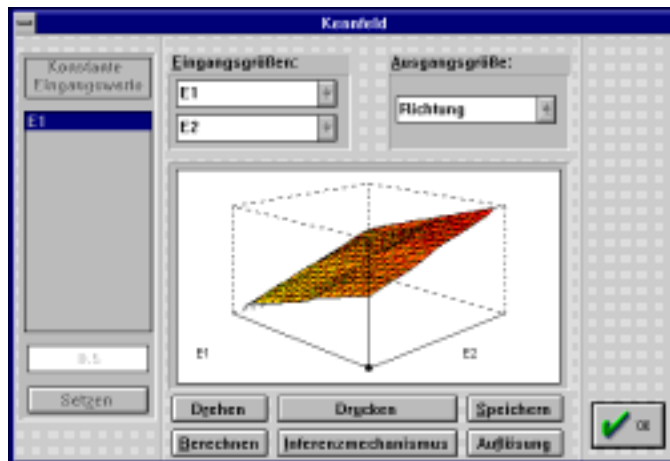 Kennfeld
Konstante
Eingangswerte
E1
0.5
Setzen
Eingangsgrößen:
E1
E2
Ausgangsgröße:
Richtung
E1
E2
Drehen
Drucken
Speichern
Berechnen
Inferenzmechanismus
Auflösung
OK